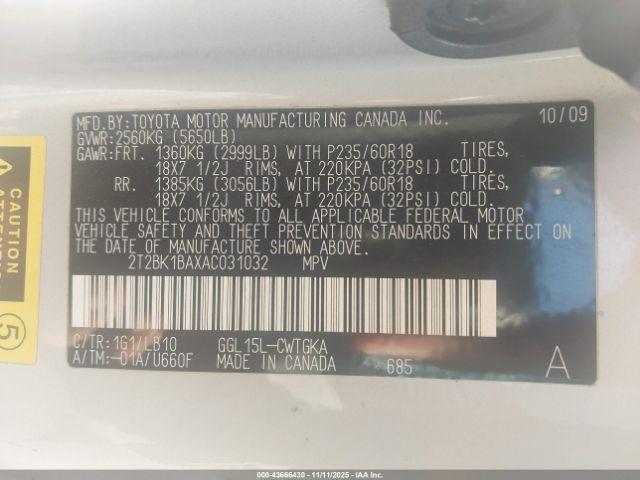 MFD.BY:TOYOTA MOTOR MANUFACTURING CANADA INC. 10/09
GVWR:2560KG (5650LB)
GAWR:FRT. 1360KG (2999LB) WITH P235/60R18 TIRES,
18X7 1/2J RIMS, AT 220KPA (32PSI) COLD.
RR. 1385KG (3056LB) WITH P235/60R18 TIRES,
18X7 1/2J RIMS, AT 220KPA (32PSI) COLD.
THIS VEHICLE CONFORMS TO ALL APPLICABLE FEDERAL MOTOR
VEHICLE SAFETY AND THEFT PREVENTION STANDARDS IN EFFECT ON
THE DATE OF MANUFACTURE SHOWN ABOVE.
2T2BK1BAXAC031032 MPV
C/TR:1G1/LB10 GGL15L-CWTGKA
A/TM:-01A/U660F MADE IN CANADA 685 A
CAUTION
ATTENTION
5
000-43666430 - 11/11/2025 - IAAI.com